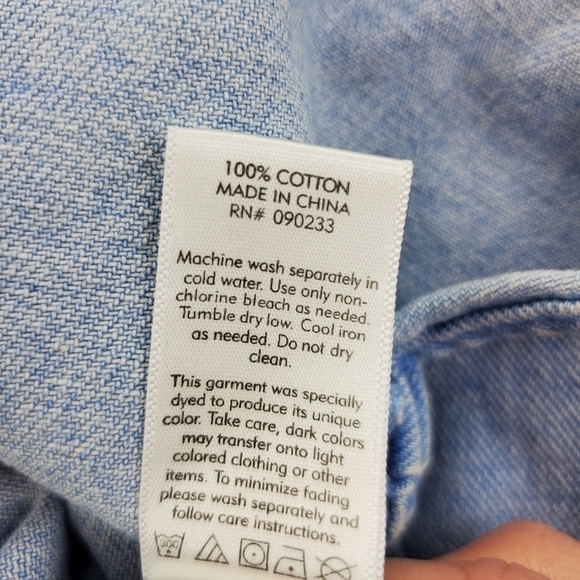 100% COTTON
MADE IN CHINA
RN# 090233
Machine wash separately in
cold water. Use only non-
chlorine bleach as needed.
Tumble dry low. Cool iron
as needed. Do not dry
clean.
This garment was specially
dyed to produce its unique
color. Take care, dark colors
may transfer onto light
colored clothing or other
items. To minimize fading
please wash separately and
follow care instructions.
30C